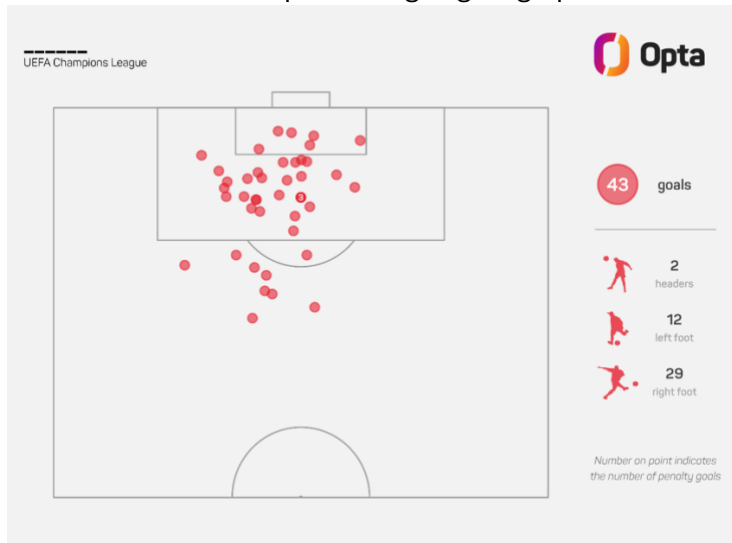 UEFA Champions League
Opta
43 goals
3
2
headers
12
left foot
29
right foot
Number on point indicates
the number of penalty goals